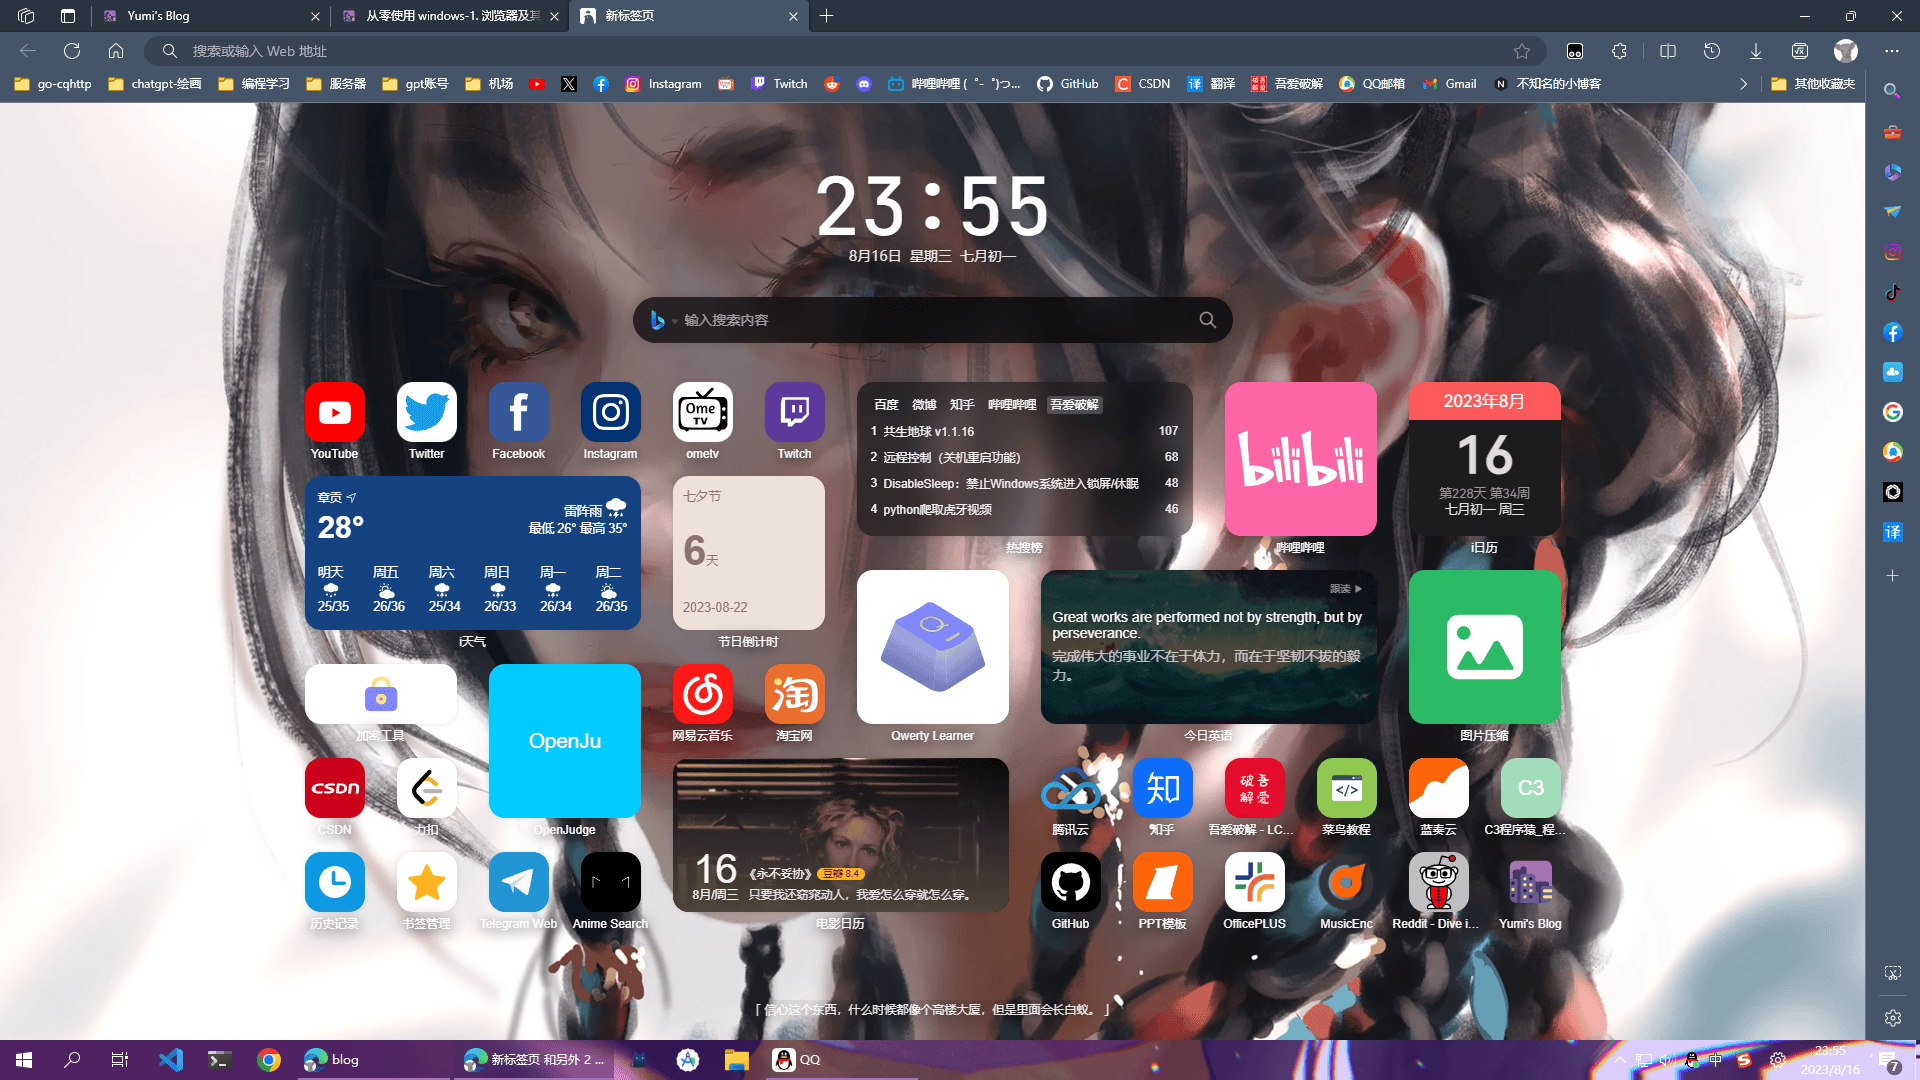 Yumi's Blog
从零使用 windows-1. 浏览器及其
新标签页
搜索或输入 Web 地址
go-cqhttp
chatgpt-绘画
编程学习
服务器
gpt账号
机场
Instagram
Twitch
哔哩哔哩 (゜-゜)つ...
GitHub
CSDN
翻译
吾爱破解
QQ邮箱
Gmail
不知名的小博客
其他收藏夹
23:55
8月16日 星期三 七月初一
输入搜索内容
YouTube
Twitter
Facebook
Instagram
Ome TV
ometv
Twitch
百度 微博 知乎 哔哩哔哩 吾爱破解
1 共生地球 v1.1.16 107
2 远程控制（关机重启功能） 68
3 DisableSleep：禁止Windows系统进入锁屏/休眠 48
4 python爬取虎牙视频 46
热搜榜
bilibili
哔哩哔哩
2023年8月
16
第228天 第34周
七月初一 周三
i日历
章贡
28°
雷阵雨
最低 26° 最高 35°
明天 周五 周六 周日 周一 周二
25/35 26/36 25/34 26/33 26/34 26/35
i天气
七夕节
6天
2023-08-22
节日倒计时
Qwerty Learner
跟读
Great works are performed not by strength, but by
perseverance.
完成伟大的事业不在于体力，而在于坚韧不拔的毅
力。
今日英语
图片压缩
加密工具
OpenJu
OpenJudge
网易云音乐
淘
淘宝网
CSDN
CSDN
力扣
16
8月/周三
《永不妥协》
豆瓣 8.4
只要我还窈窕动人，我爱怎么穿就怎么穿。
电影日历
腾讯云
知
知乎
破吾
解爱
吾爱破解 - LC...
菜鸟教程
蓝奏云
C3
C3程序猿_程...
历史记录
书签管理
Telegram Web
Anime Search
GitHub
PPT模板
OfficePLUS
MusicEnc
Reddit - Dive i...
Yumi's Blog
「 信心这个东西，什么时候都像个高楼大厦，但是里面会长白蚁。 」
译
blog
新标签页 和另外 2 ...
QQ
中
23:55
2023/8/16
7